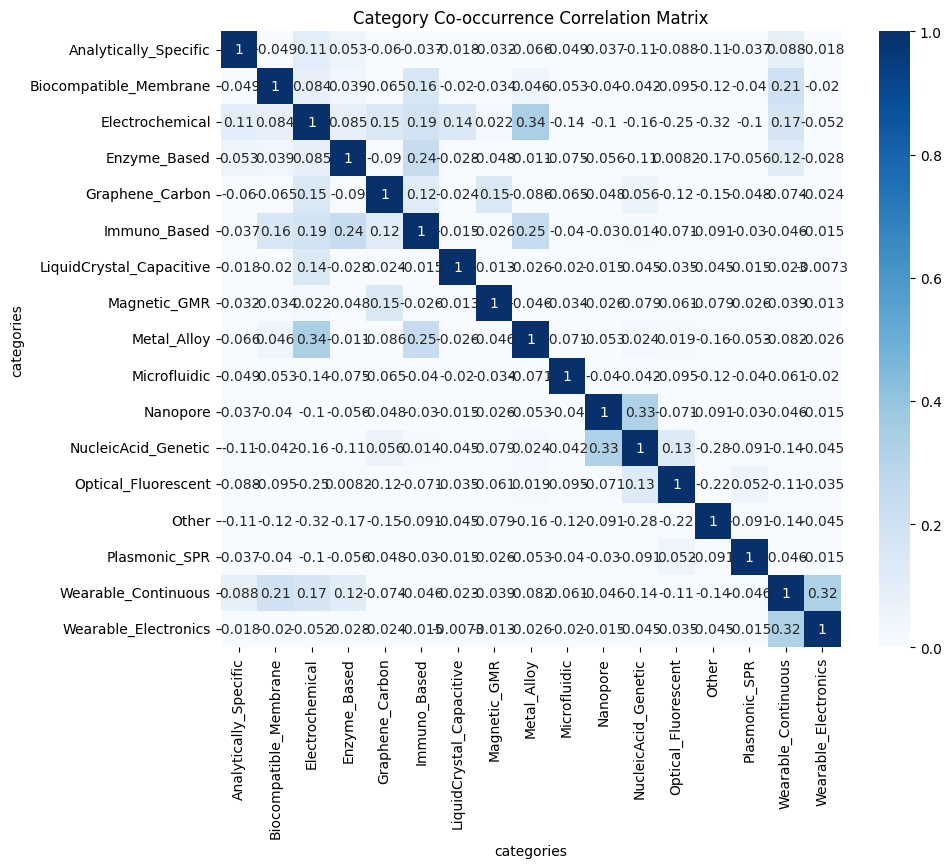 Category Co-occurrence Correlation Matrix
Analytically_Specific 1 -0.049 0.11 0.053 -0.06 -0.037 -0.018 -0.032 -0.066 -0.049 -0.037 -0.11 -0.088 -0.11 -0.037 0.088 -0.018
Biocompatible_Membrane -0.049 1 0.084 0.039 -0.065 0.16 -0.02 -0.034 0.046 -0.053 -0.04 -0.042 -0.095 -0.12 -0.04 0.21 -0.02
Electrochemical 0.11 0.084 1 0.085 0.15 0.19 0.14 0.022 0.34 -0.14 -0.1 -0.16 -0.25 -0.32 -0.1 0.17 -0.052
Enzyme_Based 0.053 0.039 0.085 1 -0.09 0.24 -0.028 -0.048 -0.011 -0.075 -0.056 -0.11 0.0082 -0.17 -0.056 0.12 -0.028
Graphene_Carbon -0.06 -0.065 0.15 -0.09 1 0.12 -0.024 0.15 -0.086 -0.065 -0.048 0.056 -0.12 -0.15 -0.048 -0.074 -0.024
Immuno_Based -0.037 0.16 0.19 0.24 0.12 1 -0.015 -0.026 0.25 -0.04 -0.03 0.014 -0.071 -0.091 -0.03 -0.046 -0.015
LiquidCrystal_Capacitive -0.018 -0.02 0.14 -0.028 -0.024 -0.015 1 -0.013 -0.026 -0.02 -0.015 -0.045 -0.035 -0.045 -0.015 -0.023 -0.0073
Magnetic_GMR -0.032 -0.034 0.022 -0.048 0.15 -0.026 -0.013 1 -0.046 -0.034 -0.026 -0.079 -0.061 -0.079 -0.026 -0.039 -0.013
Metal_Alloy -0.066 0.046 0.34 -0.011 -0.086 0.25 -0.026 -0.046 1 -0.071 -0.053 0.024 0.019 -0.16 -0.053 -0.082 -0.026
Microfluidic -0.049 -0.053 -0.14 -0.075 -0.065 -0.04 -0.02 -0.034 -0.071 1 -0.04 -0.042 -0.095 -0.12 -0.04 -0.061 -0.02
Nanopore -0.037 -0.04 -0.1 -0.056 -0.048 -0.03 -0.015 -0.026 -0.053 -0.04 1 0.33 -0.071 -0.091 -0.03 -0.046 -0.015
NucleicAcid_Genetic -0.11 -0.042 -0.16 -0.11 0.056 0.014 -0.045 -0.079 0.024 -0.042 0.33 1 0.13 -0.28 -0.091 -0.14 -0.045
Optical_Fluorescent -0.088 -0.095 -0.25 0.0082 -0.12 -0.071 -0.035 -0.061 0.019 -0.095 -0.071 0.13 1 -0.22 0.052 -0.11 -0.035
Other -0.11 -0.12 -0.32 -0.17 -0.15 -0.091 -0.045 -0.079 -0.16 -0.12 -0.091 -0.28 -0.22 1 -0.091 -0.14 -0.045
Plasmonic_SPR -0.037 -0.04 -0.1 -0.056 -0.048 -0.03 -0.015 -0.026 -0.053 -0.04 -0.03 -0.091 0.052 -0.091 1 -0.046 -0.015
Wearable_Continuous 0.088 0.21 0.17 0.12 -0.074 -0.046 -0.023 -0.039 -0.082 -0.061 -0.046 -0.14 -0.11 -0.14 -0.046 1 0.32
Wearable_Electronics -0.018 -0.02 -0.052 -0.028 -0.024 -0.015 -0.0073 -0.013 -0.026 -0.02 -0.015 -0.045 -0.035 -0.045 -0.015 0.32 1
categories
Analytically_Specific
Biocompatible_Membrane
Electrochemical
Enzyme_Based
Graphene_Carbon
Immuno_Based
LiquidCrystal_Capacitive
Magnetic_GMR
Metal_Alloy
Microfluidic
Nanopore
NucleicAcid_Genetic
Optical_Fluorescent
Other
Plasmonic_SPR
Wearable_Continuous
Wearable_Electronics
categories
1.0
0.8
0.6
0.4
0.2
0.0